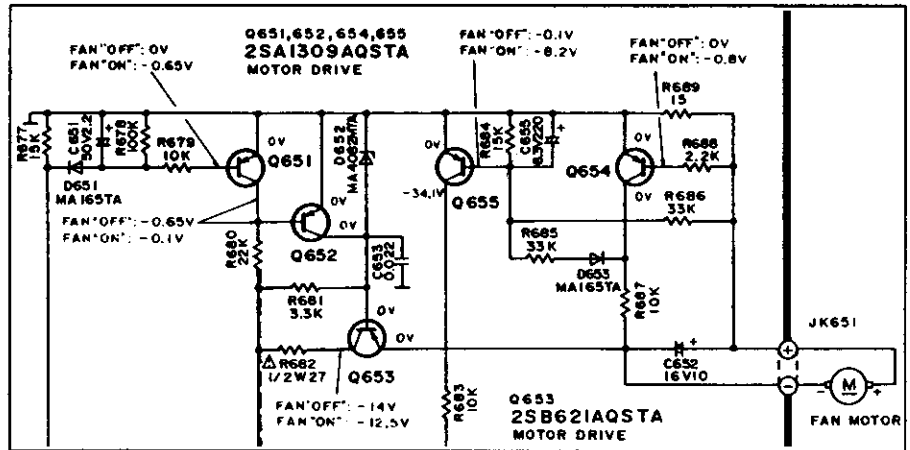 Q651,652,654,655
2SA1309AQSTA
MOTOR DRIVE
FAN"OFF": 0V
FAN"ON": -0.65V
FAN"OFF": -0.1V
FAN"ON": -8.2V
FAN"OFF": 0V
FAN"ON": -0.8V
R689
15
R677
15K
C651
50V2.2
R678
100K
R679
10K
D651
MA165TA
0V
Q651
D652
MA4082MTA
0V
-34.1V
Q655
R684
15K
C655
6.3V220
0V
Q654
0V
R688
2.2K
R686
33K
FAN"OFF": -0.65V
FAN"ON": -0.1V
R680
22K
0V
0V
Q652
C653
0.022
R685
33K
D653
MA165TA
R687
10K
R681
3.3K
0V
0V
R682
1/2W27
Q653
FAN"OFF": -14V
FAN"ON": -12.5V
R683
10K
Q653
2SB621AQSTA
MOTOR DRIVE
C652
16V10
+
JK651
+
-
- M +
FAN MOTOR